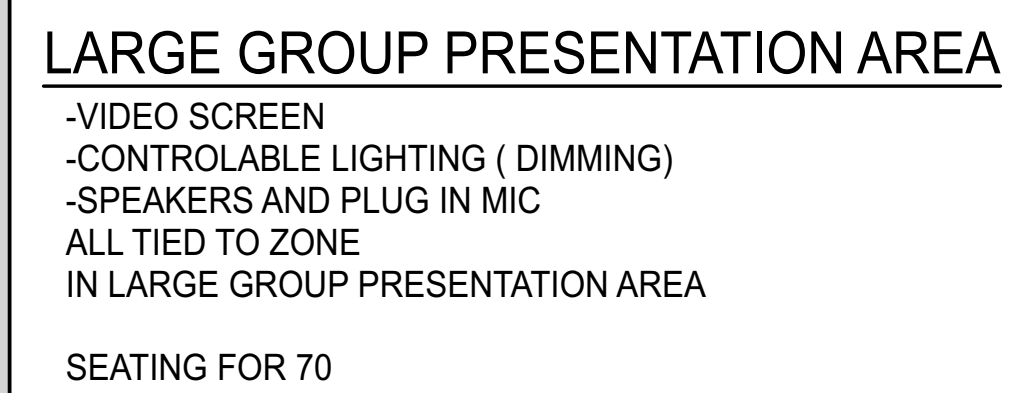 LARGE GROUP PRESENTATION AREA
-VIDEO SCREEN
-CONTROLABLE LIGHTING ( DIMMING)
-SPEAKERS AND PLUG IN MIC
ALL TIED TO ZONE
IN LARGE GROUP PRESENTATION AREA
SEATING FOR 70